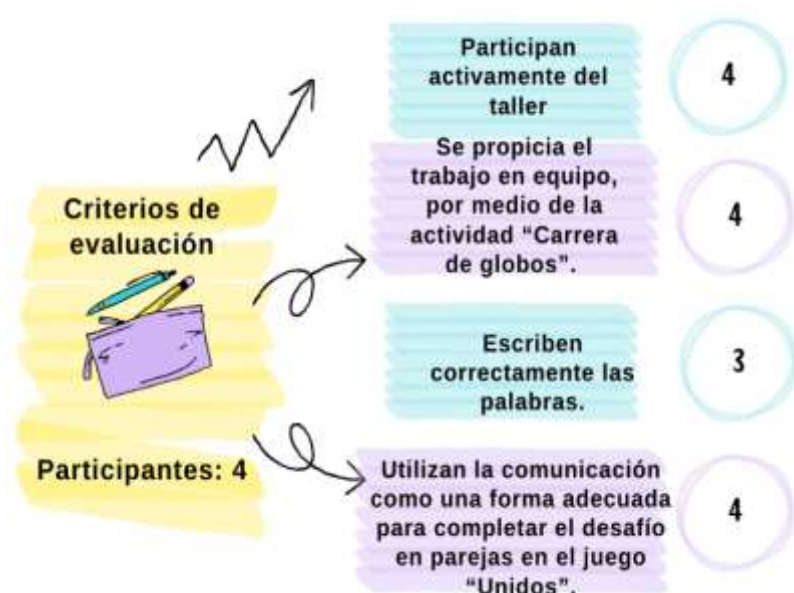 Criterios de
evaluación
Participantes: 4
Participan
activamente del
taller
4
Se propicia el
trabajo en equipo,
por medio de la
actividad “Carrera
de globos”.
4
Escriben
correctamente las
palabras.
3
Utilizan la comunicación
como una forma adecuada
para completar el desafío
en parejas en el juego
“Unidos”.
4